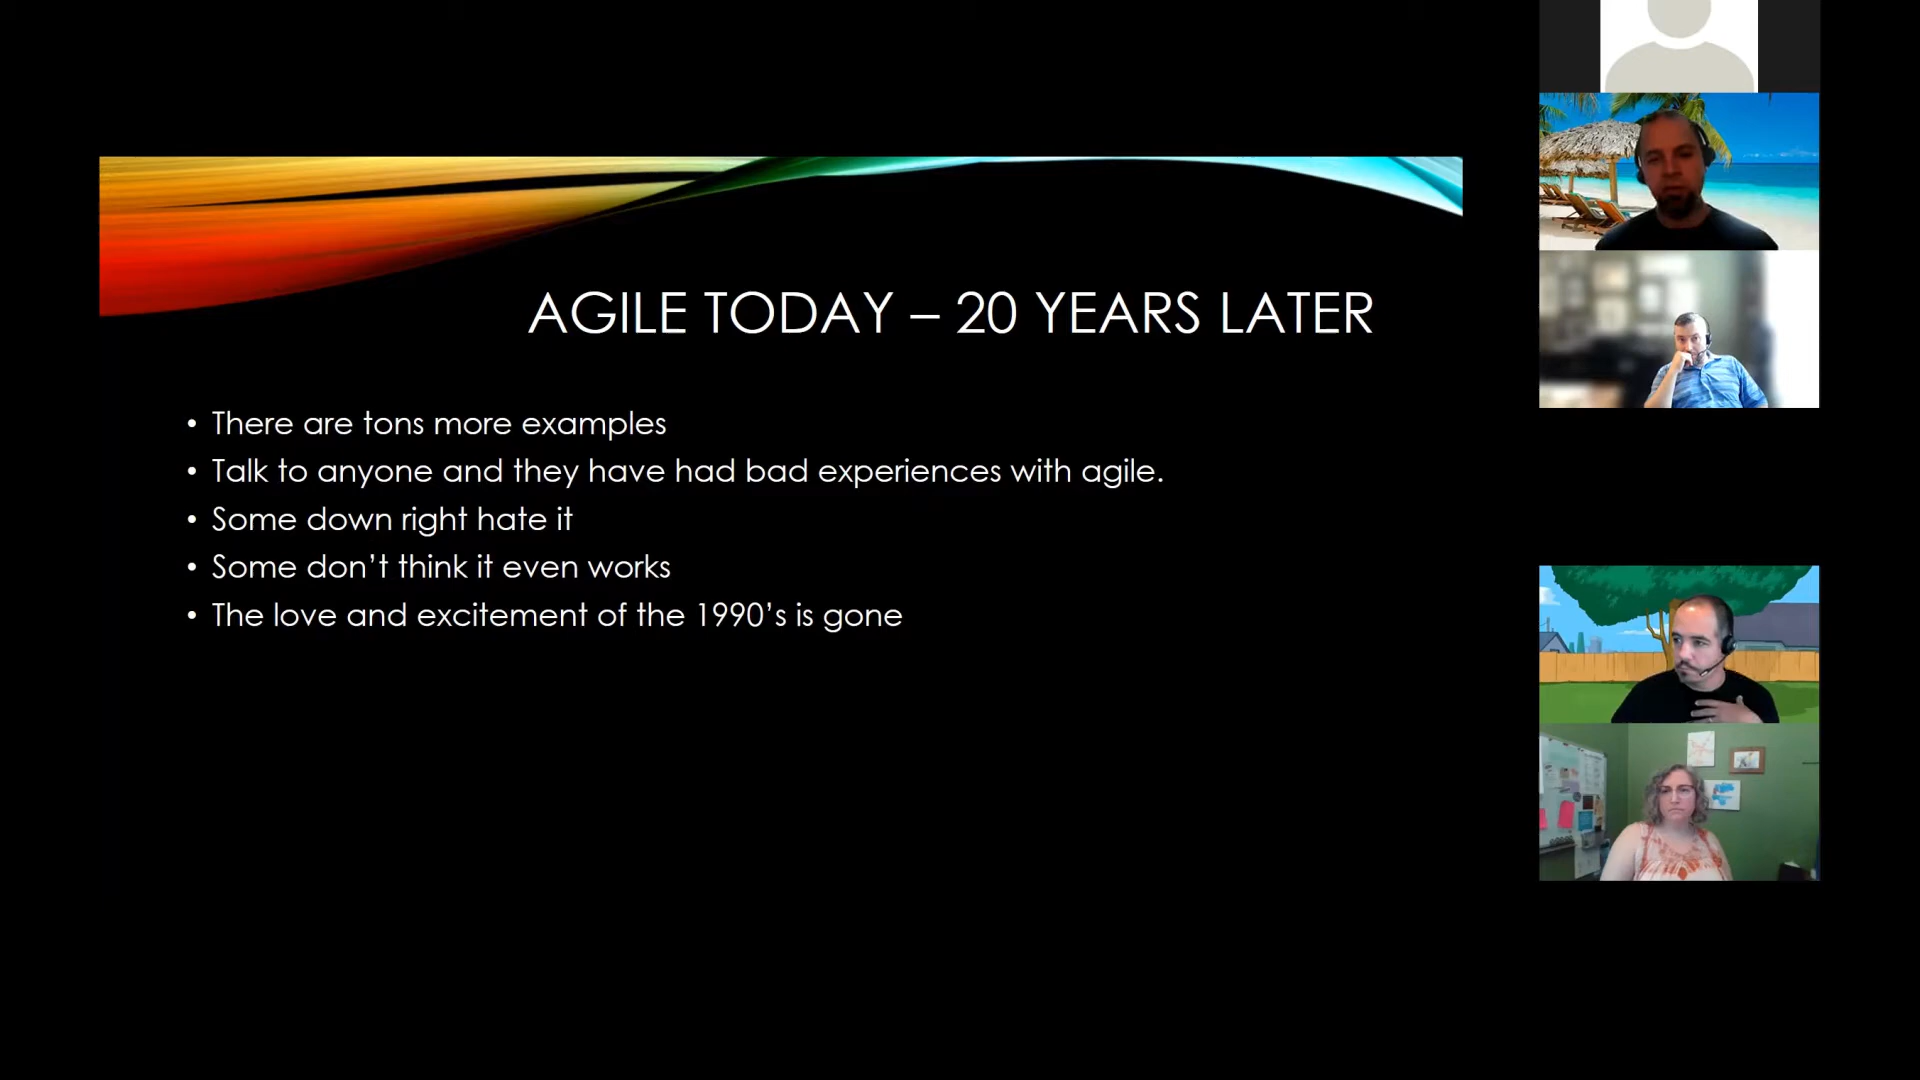 AGILE TODAY – 20 YEARS LATER
• There are tons more examples
• Talk to anyone and they have had bad experiences with agile.
• Some down right hate it
• Some don’t think it even works
• The love and excitement of the 1990’s is gone